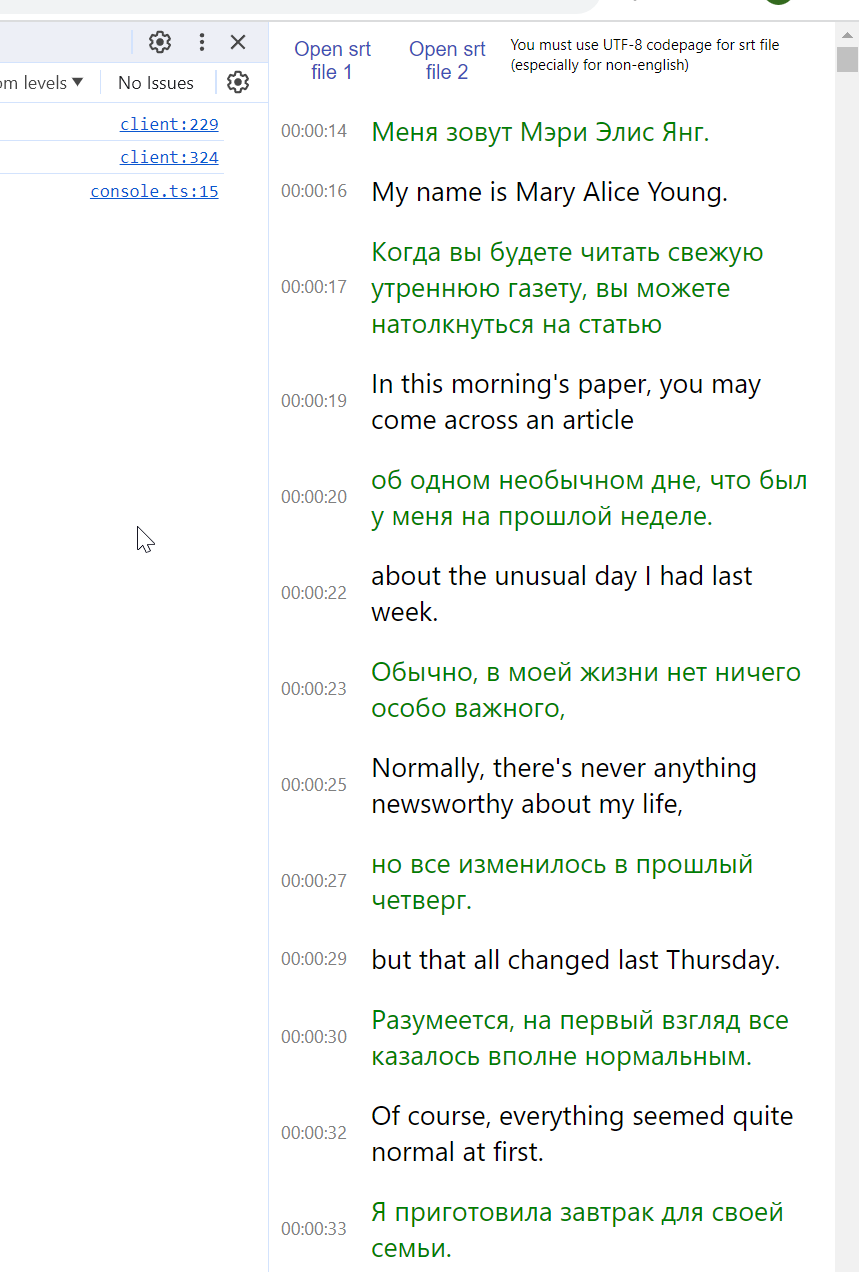 om levels ▼ No Issues
client:229
client:324
console.ts:15
Open srt file 1
Open srt file 2
You must use UTF-8 codepage for srt file
(especially for non-english)
00:00:14 Меня зовут Мэри Элис Янг.
00:00:16 My name is Mary Alice Young.
00:00:17 Когда вы будете читать свежую
утреннюю газету, вы можете
натолкнуться на статью
00:00:19 In this morning's paper, you may
come across an article
00:00:20 об одном необычном дне, что был
у меня на прошлой неделе.
00:00:22 about the unusual day I had last
week.
00:00:23 Обычно, в моей жизни нет ничего
особо важного,
00:00:25 Normally, there's never anything
newsworthy about my life,
00:00:27 но все изменилось в прошлый
четверг.
00:00:29 but that all changed last Thursday.
00:00:30 Разумеется, на первый взгляд все
казалось вполне нормальным.
00:00:32 Of course, everything seemed quite
normal at first.
00:00:33 Я приготовила завтрак для своей
семьи.